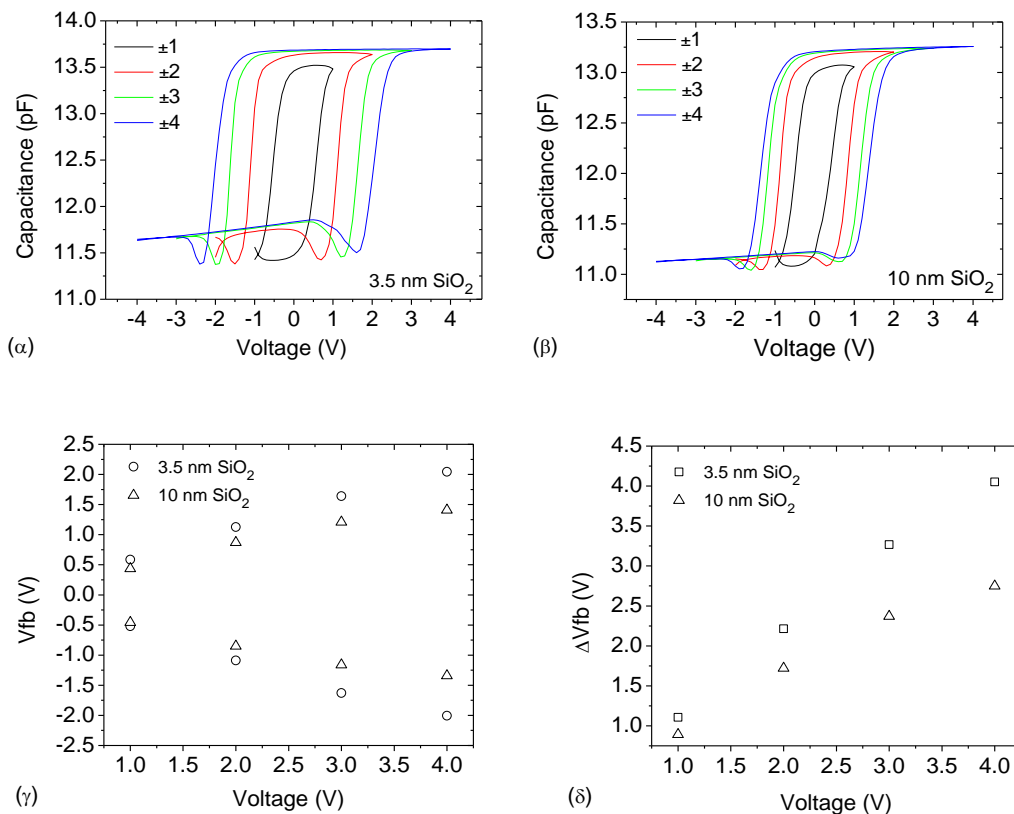 14.0
13.5
13.0
12.5
12.0
11.5
11.0
Capacitance (pF)
±1
±2
±3
±4
3.5 nm SiO₂
-4 -3 -2 -1 0 1 2 3 4
Voltage (V)
(α)
13.5
13.0
12.5
12.0
11.5
11.0
Capacitance (pF)
±1
±2
±3
±4
10 nm SiO₂
-4 -3 -2 -1 0 1 2 3 4
Voltage (V)
(β)
2.5
2.0
1.5
1.0
0.5
0.0
-0.5
-1.0
-1.5
-2.0
-2.5
Vfb (V)
3.5 nm SiO₂
10 nm SiO₂
1.0 1.5 2.0 2.5 3.0 3.5 4.0
Voltage (V)
(γ)
4.5
4.0
3.5
3.0
2.5
2.0
1.5
1.0
ΔVfb (V)
3.5 nm SiO₂
10 nm SiO₂
1.0 1.5 2.0 2.5 3.0 3.5 4.0
Voltage (V)
(δ)